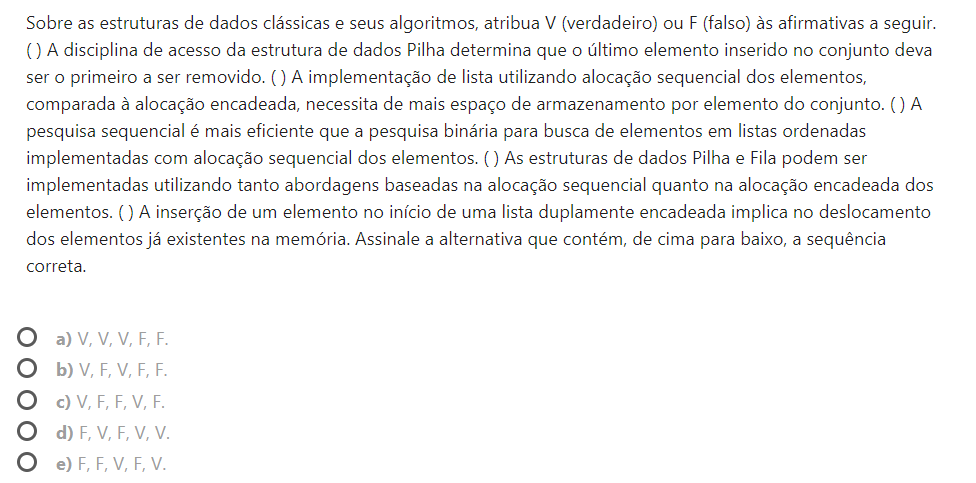 Sobre as estruturas de dados clássicas e seus algoritmos, atribua V (verdadeiro) ou F (falso) às afirmativas a seguir.
( ) A disciplina de acesso da estrutura de dados Pilha determina que o último elemento inserido no conjunto deva
ser o primeiro a ser removido. ( ) A implementação de lista utilizando alocação sequencial dos elementos,
comparada à alocação encadeada, necessita de mais espaço de armazenamento por elemento do conjunto. ( ) A
pesquisa sequencial é mais eficiente que a pesquisa binária para busca de elementos em listas ordenadas
implementadas com alocação sequencial dos elementos. ( ) As estruturas de dados Pilha e Fila podem ser
implementadas utilizando tanto abordagens baseadas na alocação sequencial quanto na alocação encadeada dos
elementos. ( ) A inserção de um elemento no início de uma lista duplamente encadeada implica no deslocamento
dos elementos já existentes na memória. Assinale a alternativa que contém, de cima para baixo, a sequência
correta.
a) V, V, V, F, F.
b) V, F, V, F, F.
c) V, F, F, V, F.
d) F, V, F, V, V.
e) F, F, V, F, V.